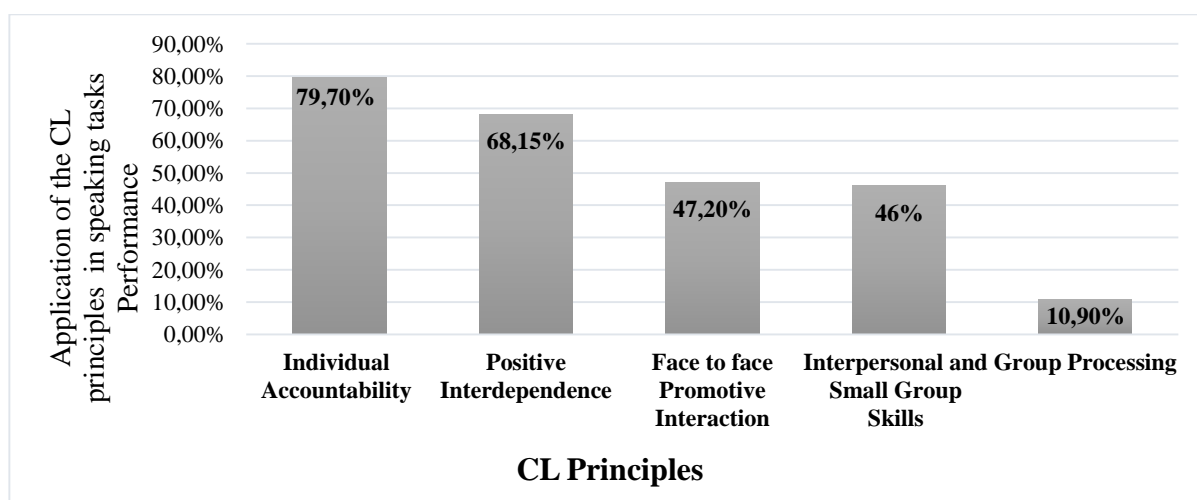 Application of the CL
principles in speaking tasks
Performance
90,00%
80,00%
70,00%
60,00%
50,00%
40,00%
30,00%
20,00%
10,00%
0,00%
79,70%
68,15%
47,20%
46%
10,90%
Individual
Accountability
Positive
Interdependence
Face to face
Promotive
Interaction
Interpersonal and
Small Group
Skills
Group Processing
CL Principles